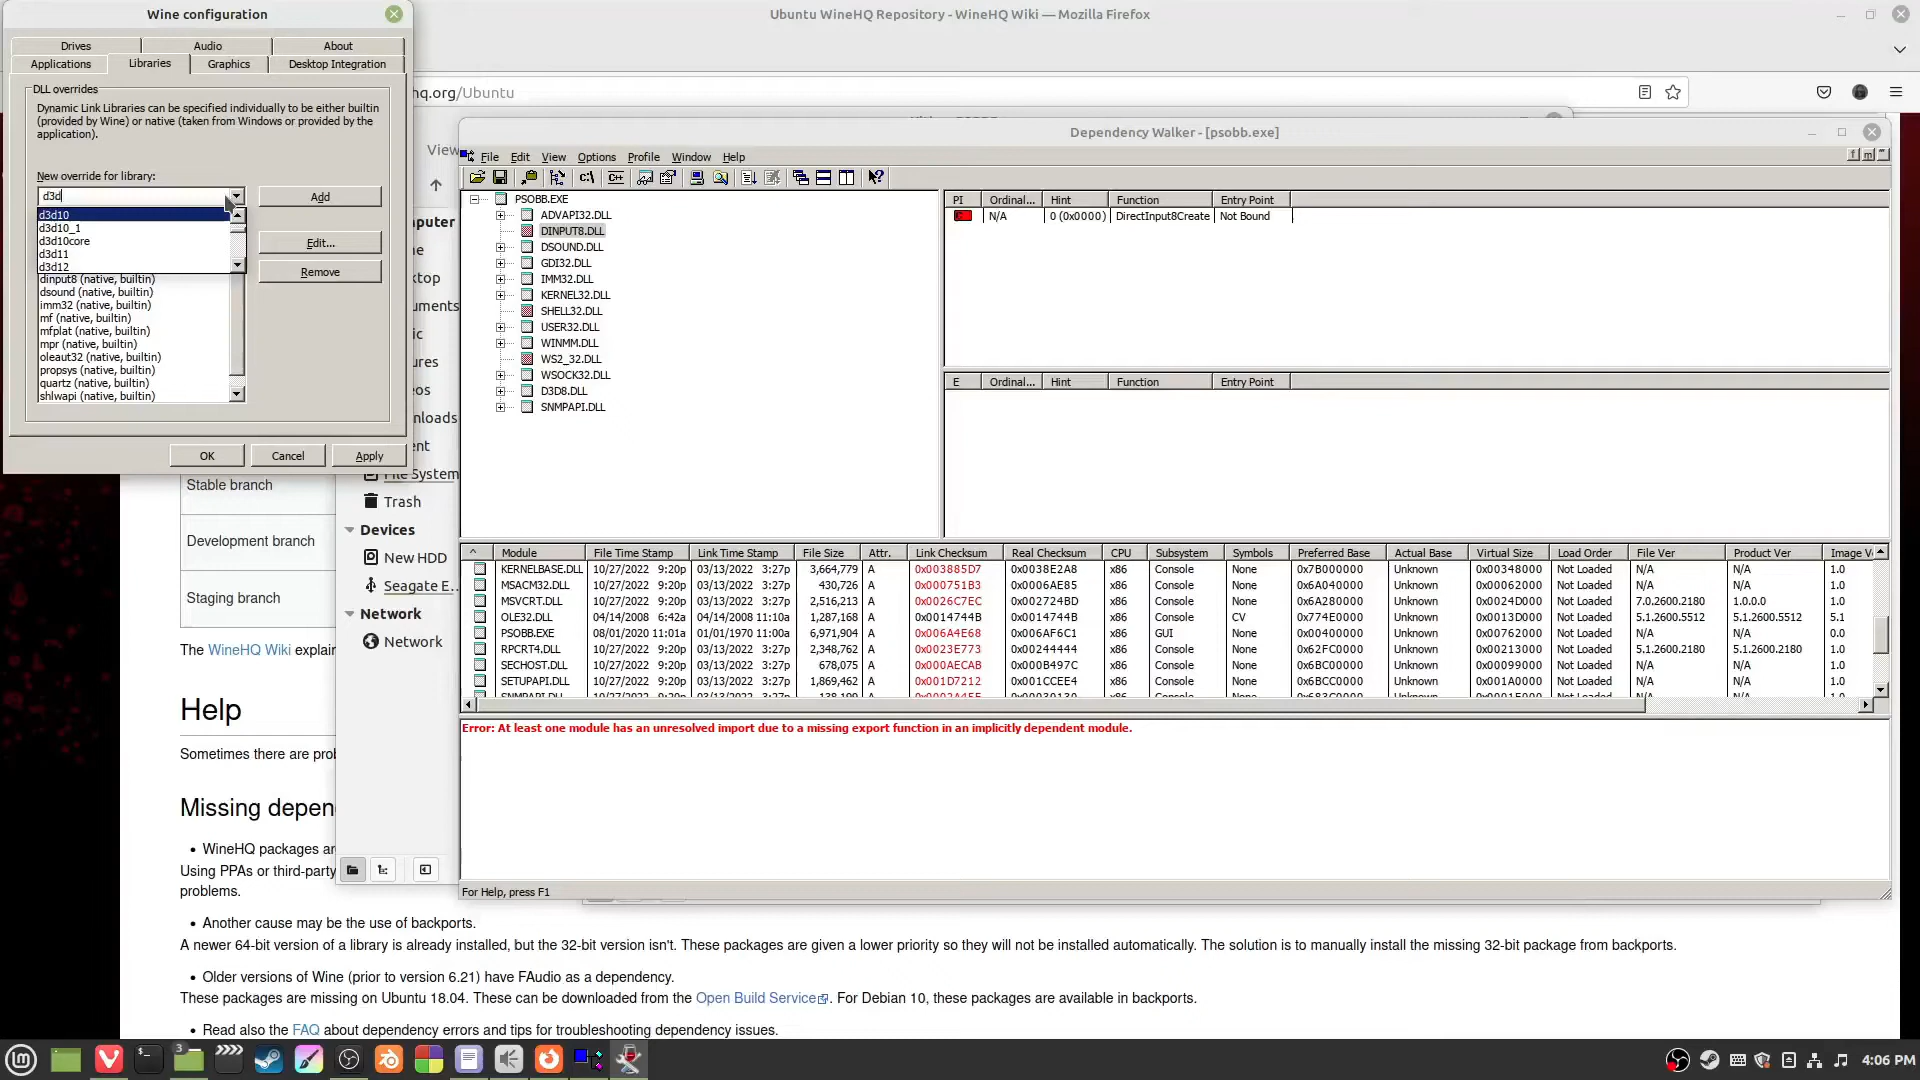 Wine configuration
Drives Audio About
Applications Libraries Graphics Desktop Integration
DLL overrides
Dynamic Link Libraries can be specified individually to be either builtin
(provided by Wine) or native (taken from Windows or provided by the
application).
New override for library:
d3d
Add
d3d10
d3d10_1
d3d10core
d3d11
d3d12
Edit...
Remove
dinput8 (native, builtin)
dsound (native, builtin)
imm32 (native, builtin)
mf (native, builtin)
mfplat (native, builtin)
mpr (native, builtin)
oleaut32 (native, builtin)
propsys (native, builtin)
quartz (native, builtin)
shlwapi (native, builtin)
OK Cancel Apply
Ubuntu WineHQ Repository - WineHQ Wiki — Mozilla Firefox
hq.org/Ubuntu
View
File System
Trash
Devices
New HDD
Seagate E...
Network
Network
Dependency Walker - [psobb.exe]
File Edit View Options Profile Window Help
PSOBB.EXE
ADVAPI32.DLL
DINPUT8.DLL
DSOUND.DLL
GDI32.DLL
IMM32.DLL
KERNEL32.DLL
SHELL32.DLL
USER32.DLL
WINMM.DLL
WS2_32.DLL
WSOCK32.DLL
D3D8.DLL
SNMPAPI.DLL
PI Ordinal... Hint Function Entry Point
N/A 0 (0x0000) DirectInput8Create Not Bound
E Ordinal... Hint Function Entry Point
^ Module File Time Stamp Link Time Stamp File Size Attr. Link Checksum Real Checksum CPU Subsystem Symbols Preferred Base Actual Base Virtual Size Load Order File Ver Product Ver Image V
KERNELBASE.DLL 10/27/2022 9:20p 03/13/2022 3:27p 3,664,779 A 0x003885D7 0x0038E2A8 x86 Console None 0x7B000000 Unknown 0x00348000 Not Loaded N/A N/A 1.0
MSACM32.DLL 10/27/2022 9:20p 03/13/2022 3:27p 430,726 A 0x000751B3 0x0006AE85 x86 Console None 0x6A040000 Unknown 0x00062000 Not Loaded N/A N/A 1.0
MSVCRT.DLL 10/27/2022 9:20p 03/13/2022 3:27p 2,516,213 A 0x0026C7EC 0x002724BD x86 Console None 0x6A280000 Unknown 0x0024D000 Not Loaded 7.0.2600.2180 1.0.0.0 1.0
OLE32.DLL 04/14/2008 6:42a 04/14/2008 11:10a 1,287,168 A 0x0014744B 0x0014744B x86 Console CV 0x774E0000 Unknown 0x0013D000 Not Loaded 5.1.2600.5512 5.1.2600.5512 5.1
PSOBB.EXE 08/01/2020 11:01a 01/01/1970 11:00a 6,971,904 A 0x006A4E68 0x006AF6C1 x86 GUI None 0x00400000 Unknown 0x00762000 Not Loaded N/A N/A 0.0
RPCRT4.DLL 10/27/2022 9:20p 03/13/2022 3:27p 2,348,762 A 0x0023E773 0x00244444 x86 Console None 0x62FC0000 Unknown 0x00213000 Not Loaded 5.1.2600.2180 5.1.2600.2180 1.0
SECHOST.DLL 10/27/2022 9:20p 03/13/2022 3:27p 678,075 A 0x000AECAB 0x000B497C x86 Console None 0x6BC00000 Unknown 0x00099000 Not Loaded N/A N/A 1.0
SETUPAPI.DLL 10/27/2022 9:20p 03/13/2022 3:27p 1,869,462 A 0x001D7212 0x001CCEE4 x86 Console None 0x6BCC0000 Unknown 0x001A0000 Not Loaded N/A N/A 1.0
Error: At least one module has an unresolved import due to a missing export function in an implicitly dependent module.
For Help, press F1
Stable branch
Development branch
Staging branch
The WineHQ Wiki explain
Help
Sometimes there are pro
Missing depen
• WineHQ packages ar
Using PPAs or third-party
problems.
• Another cause may be the use of backports.
A newer 64-bit version of a library is already installed, but the 32-bit version isn't. These packages are given a lower priority so they will not be installed automatically. The solution is to manually install the missing 32-bit package from backports.
• Older versions of Wine (prior to version 6.21) have FAudio as a dependency.
These packages are missing on Ubuntu 18.04. These can be downloaded from the Open Build Service. For Debian 10, these packages are available in backports.
• Read also the FAQ about dependency errors and tips for troubleshooting dependency issues.
3
4:06 PM